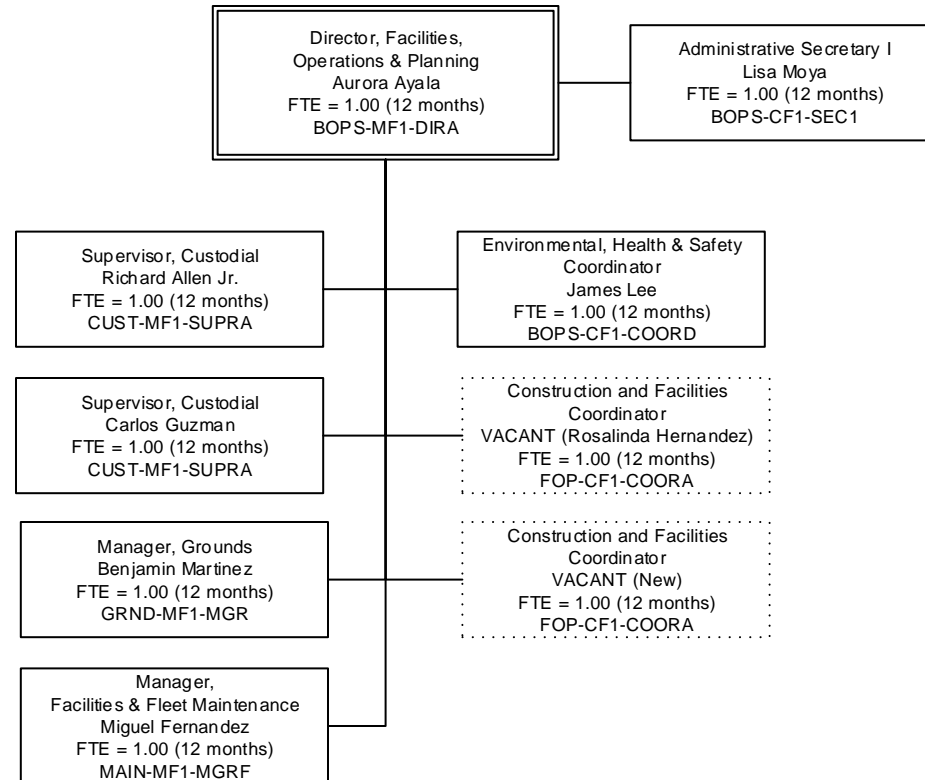 Director, Facilities,
Operations & Planning
Aurora Ayala
FTE = 1.00 (12 months)
BOPS-MF1-DIRA
Administrative Secretary I
Lisa Moya
FTE = 1.00 (12 months)
BOPS-CF1-SEC1
Supervisor, Custodial
Richard Allen Jr.
FTE = 1.00 (12 months)
CUST-MF1-SUPRA
Environmental, Health & Safety
Coordinator
James Lee
FTE = 1.00 (12 months)
BOPS-CF1-COORD
Supervisor, Custodial
Carlos Guzman
FTE = 1.00 (12 months)
CUST-MF1-SUPRA
Construction and Facilities
Coordinator
VACANT (Rosalinda Hernandez)
FTE = 1.00 (12 months)
FOP-CF1-COORA
Manager, Grounds
Benjamin Martinez
FTE = 1.00 (12 months)
GRND-MF1-MGR
Construction and Facilities
Coordinator
VACANT (New)
FTE = 1.00 (12 months)
FOP-CF1-COORA
Manager,
Facilities & Fleet Maintenance
Miguel Fernandez
FTE = 1.00 (12 months)
MAIN-MF1-MGRF